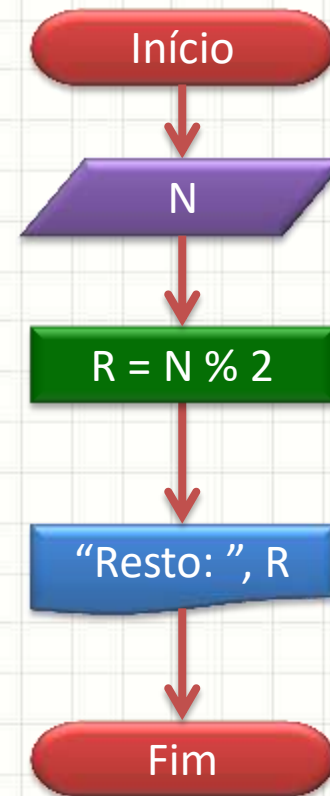 Início
N
R = N % 2
“Resto: ”, R
Fim